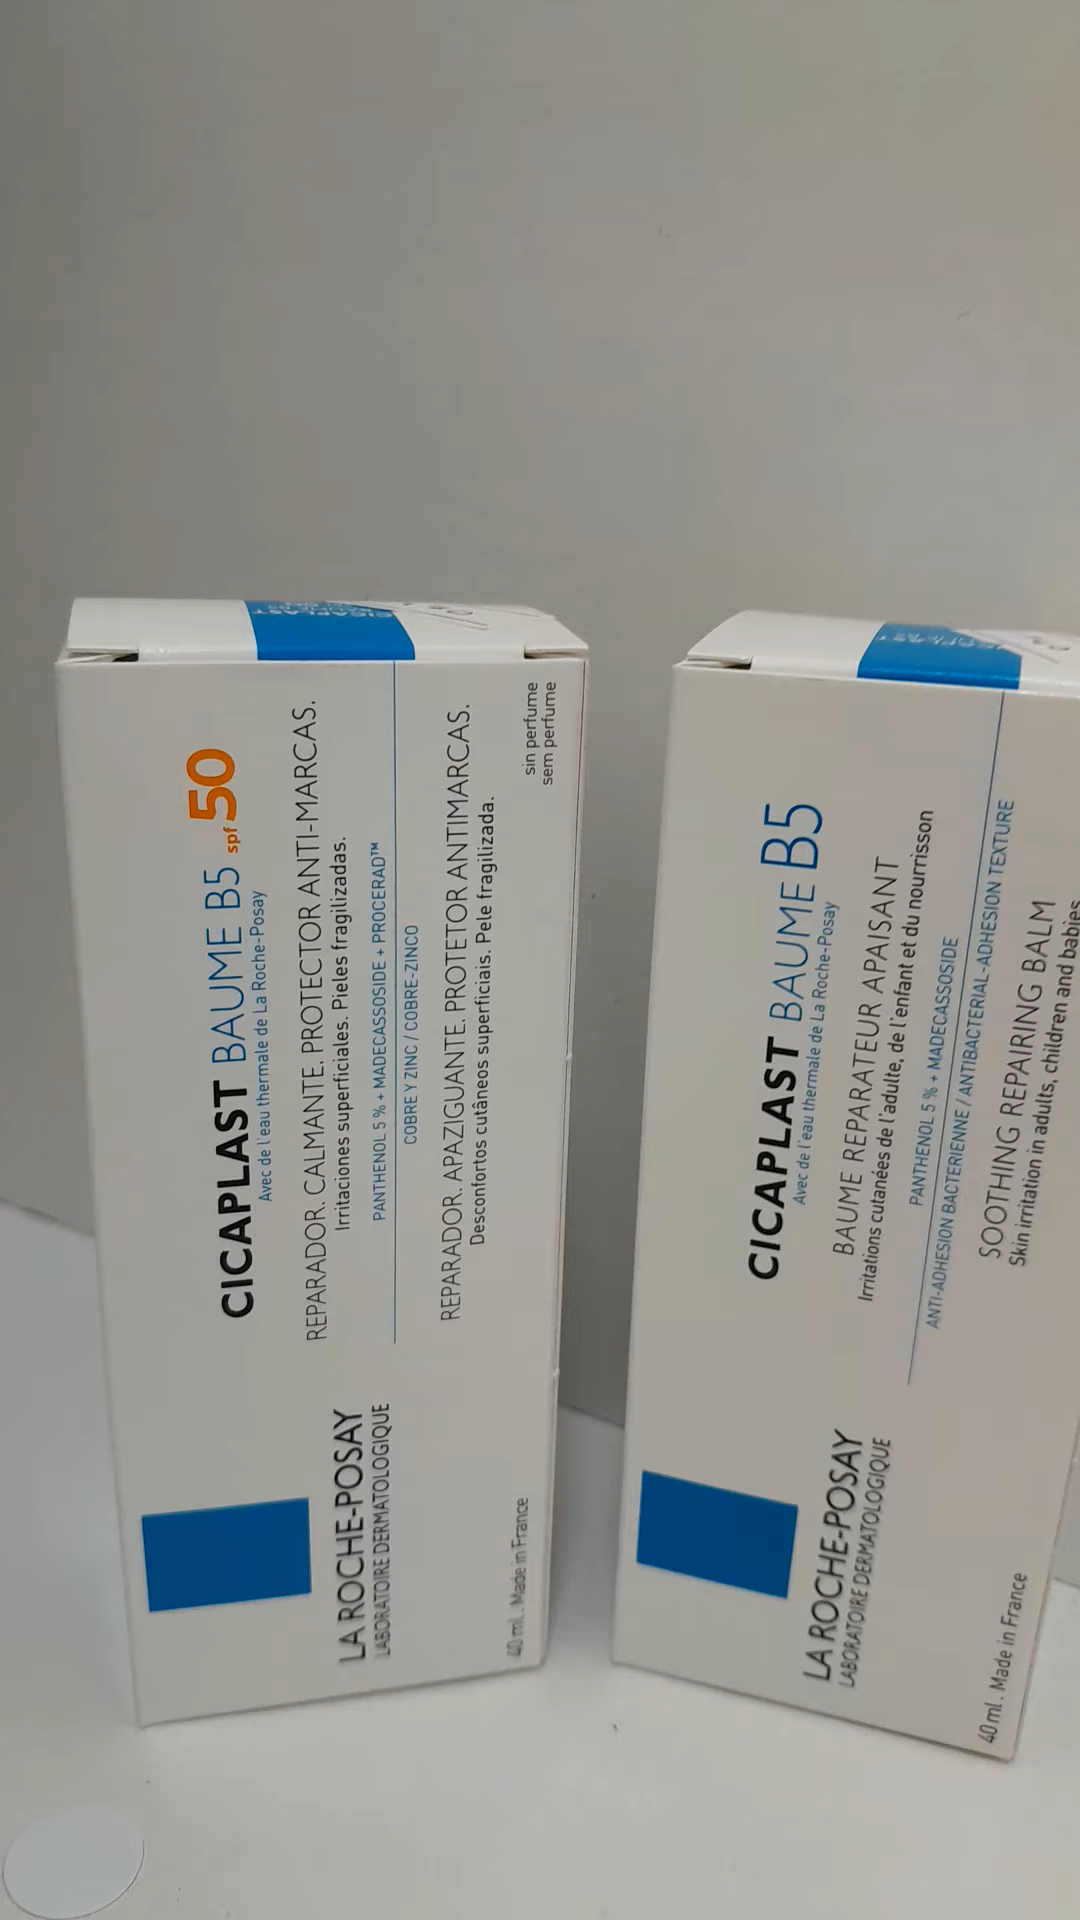 CICAPLAST BAUME B5 spf 50
Avec de l'eau thermale de La Roche-Posay
REPARADOR. CALMANTE. PROTECTOR ANTI-MARCAS.
Irritaciones superficiales. Pieles fragilizadas.
PANTHENOL 5 % + MADECASSOSIDE + PROCERAD™
COBRE Y ZINC / COBRE-ZINCO
REPARADOR. APAZIGUANTE. PROTETOR ANTIMARCAS.
Desconfortos cutâneos superficiais. Pele fragilizada.
sin perfume
sem perfume
LA ROCHE-POSAY
LABORATOIRE DERMATOLOGIQUE
40 ml. Made in France
CICAPLAST
CICAPLAST BAUME B5
Avec de l'eau thermale de La Roche-Posay
BAUME REPARATEUR APAISANT
Irritations cutanées de l'adulte, de l'enfant et du nourrisson
PANTHENOL 5 % + MADECASSOSIDE
ANTI-ADHESION BACTERIENNE / ANTIBACTERIAL-ADHESION TEXTURE
SOOTHING REPAIRING BALM
Skin irritation in adults, children and babies
LA ROCHE-POSAY
LABORATOIRE DERMATOLOGIQUE
40 ml. Made in France